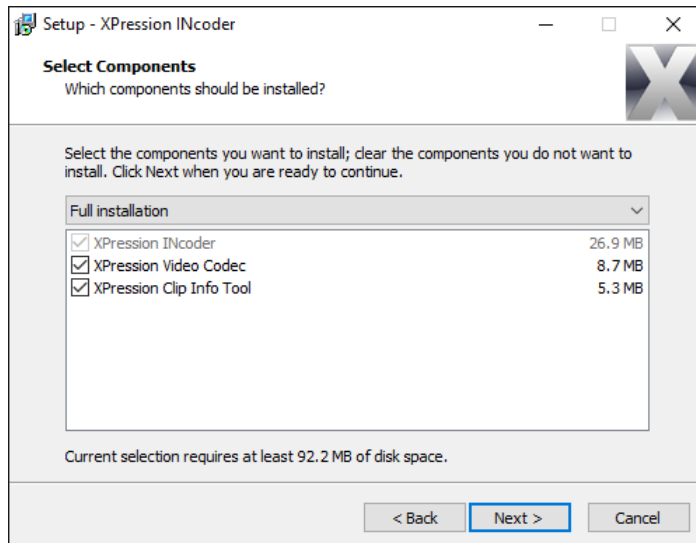 Setup - XPression INcoder
Select Components
Which components should be installed?
X
Select the components you want to install; clear the components you do not want to
install. Click Next when you are ready to continue.
Full installation
XPression INcoder 26.9 MB
XPression Video Codec 8.7 MB
XPression Clip Info Tool 5.3 MB
Current selection requires at least 92.2 MB of disk space.
< Back Next > Cancel